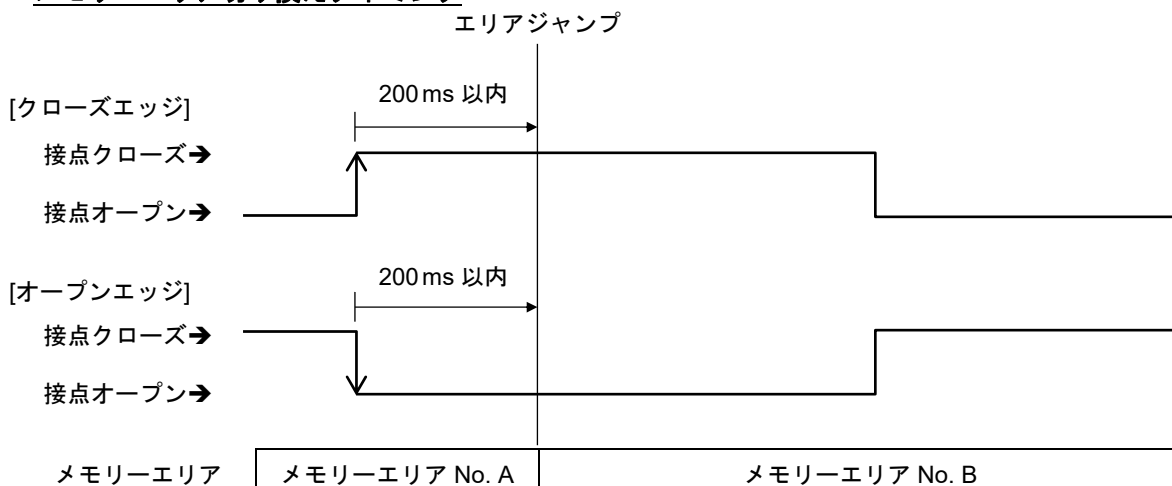 エリアジャンプ
200 ms 以内
[クローズエッジ]
接点クローズ➔
接点オープン➔
200 ms 以内
[オープンエッジ]
接点クローズ➔
接点オープン➔
メモリーエリア メモリーエリア No. A メモリーエリア No. B